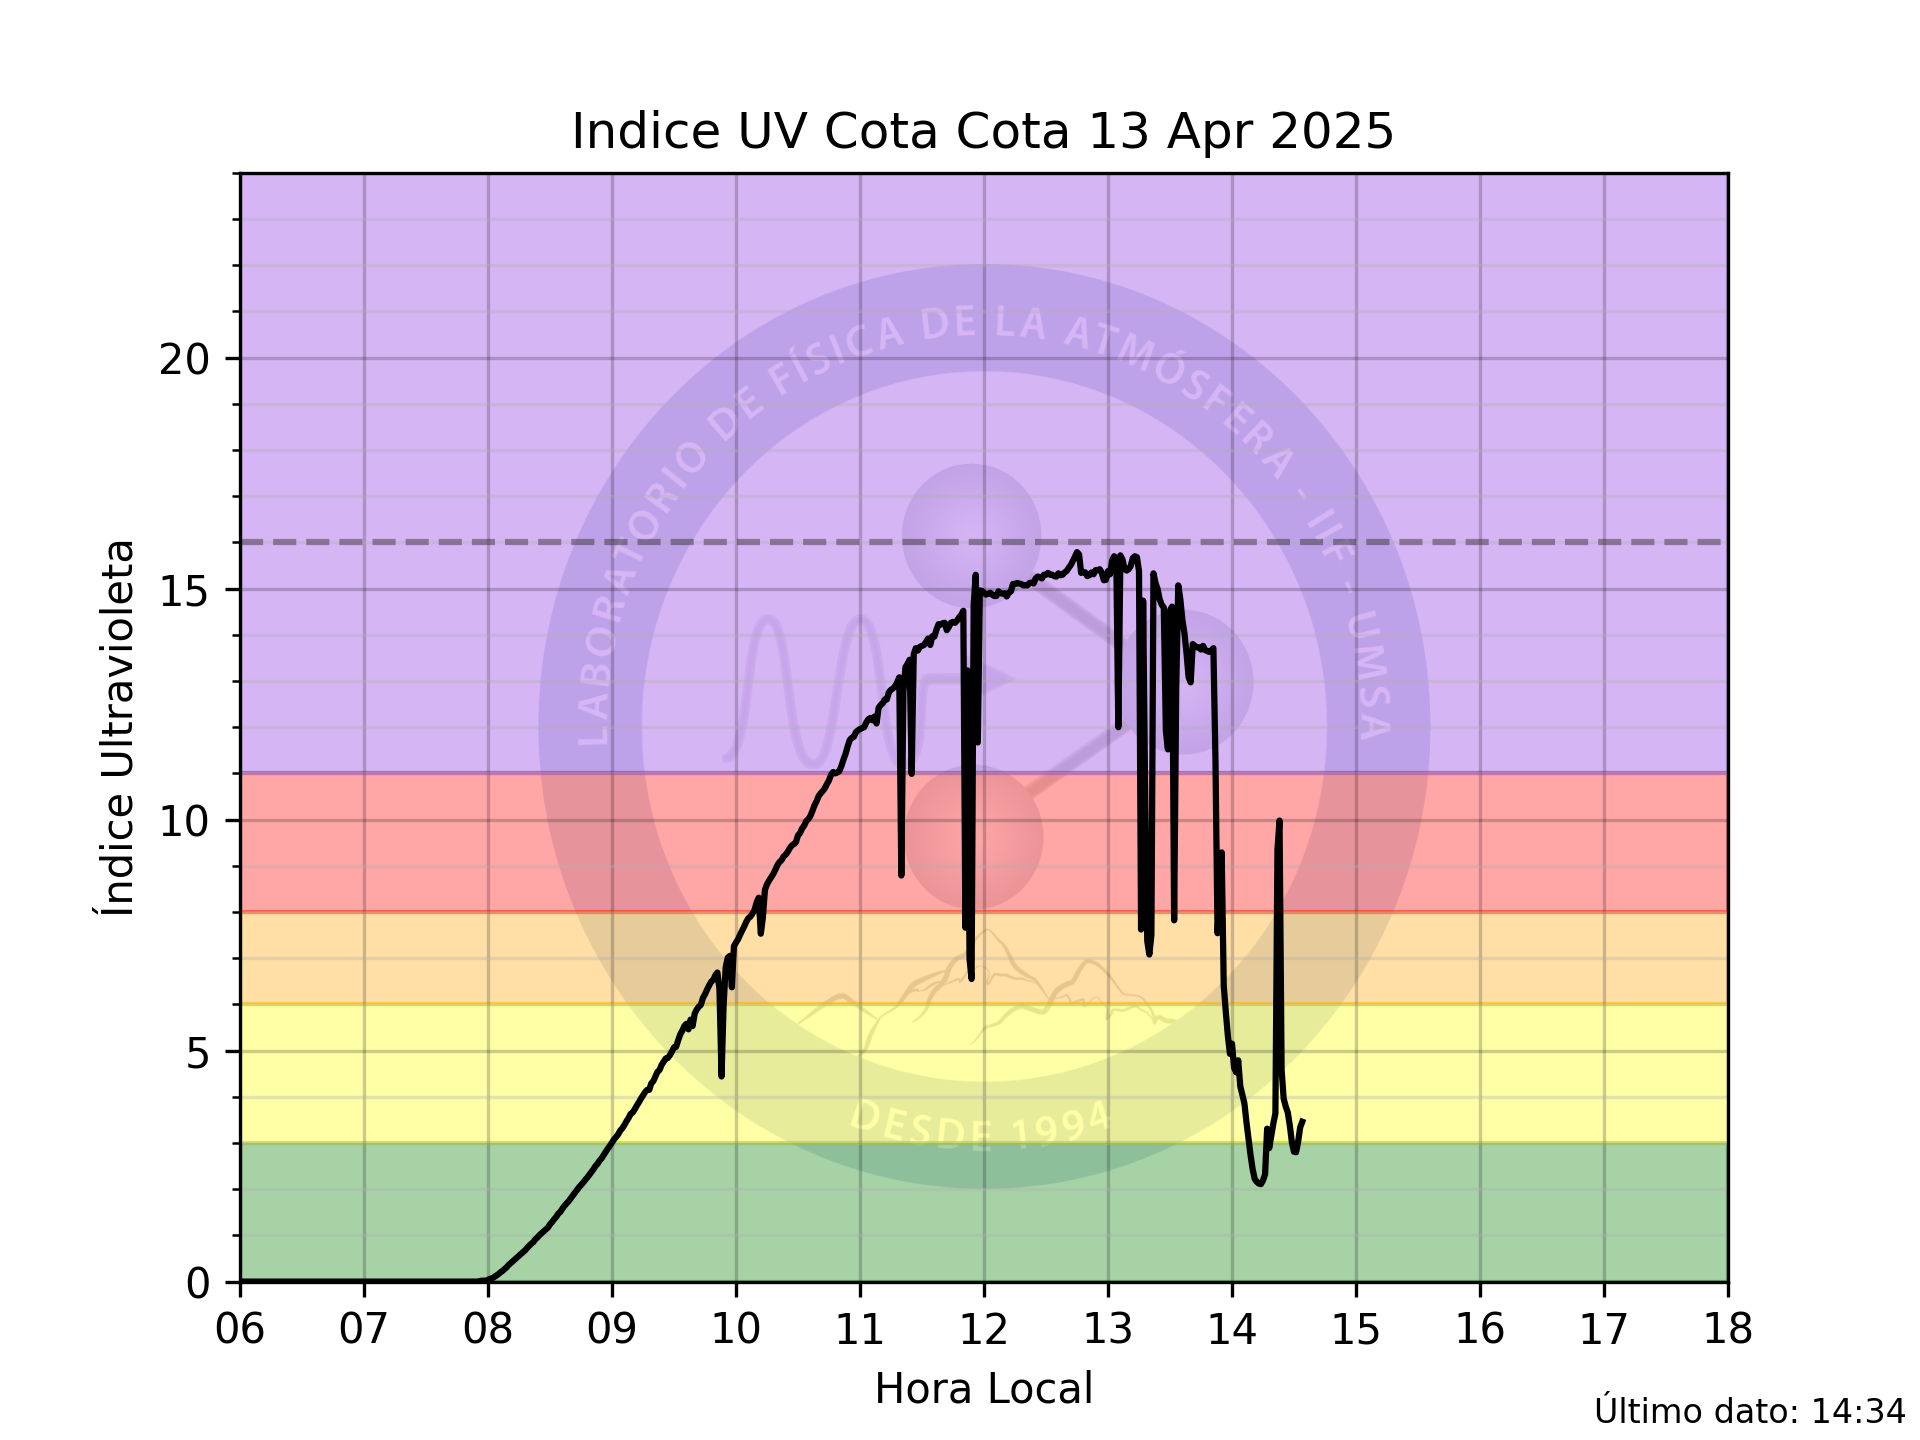 Indice UV Cota Cota 13 Apr 2025
LABORATORIO DE FÍSICA DE LA ATMÓSFERA - IIF - UMSA
DESDE 1994
Índice Ultravioleta
20
15
10
5
0
06 07 08 09 10 11 12 13 14 15 16 17 18
Hora Local
Último dato: 14:34